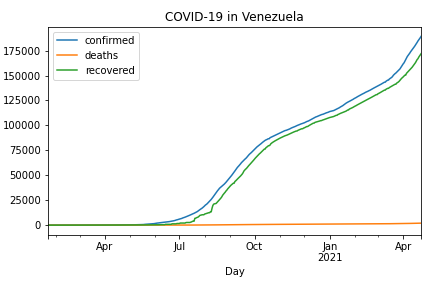 COVID-19 in Venezuela
confirmed
deaths
recovered
175000
150000
125000
100000
75000
50000
25000
0
Apr Jul Oct Jan Apr
2021
Day